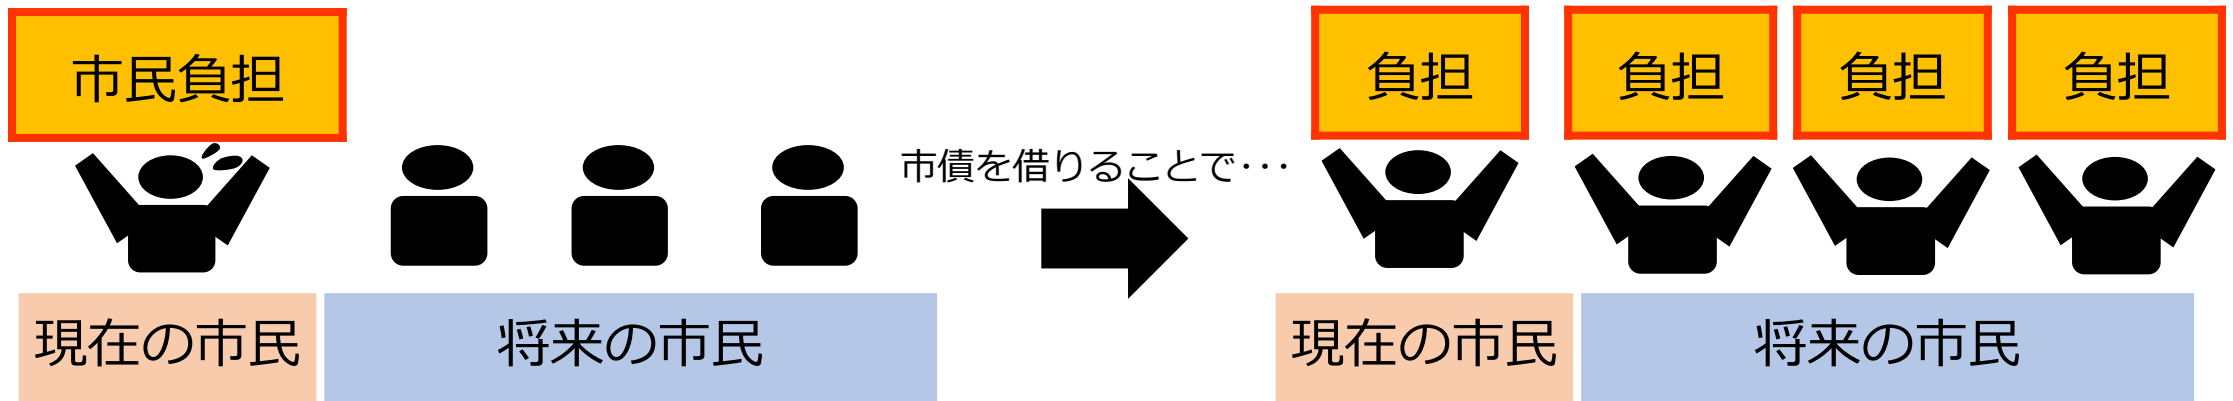 市民負担
現在の市民
将来の市民
市債を借りることで･･･
負担
負担
負担
負担
現在の市民
将来の市民